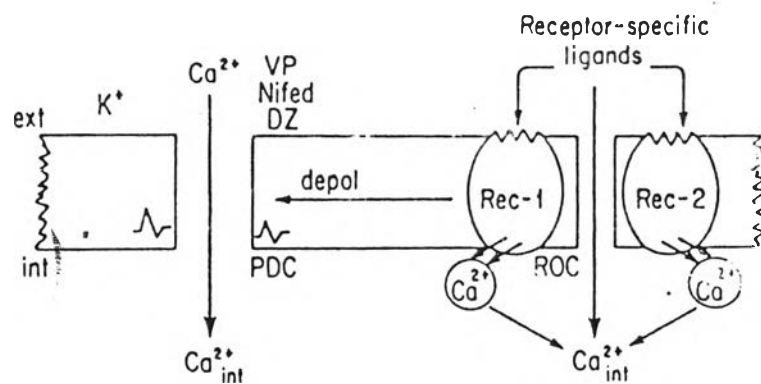 Receptor-specific
ligands
Ca²⁺
VP
Nifed
DZ
K⁺
ext
depol
Rec-1
Rec-2
int
PDC
ROC
Ca²⁺
Ca²⁺
Ca²⁺int
Ca²⁺int